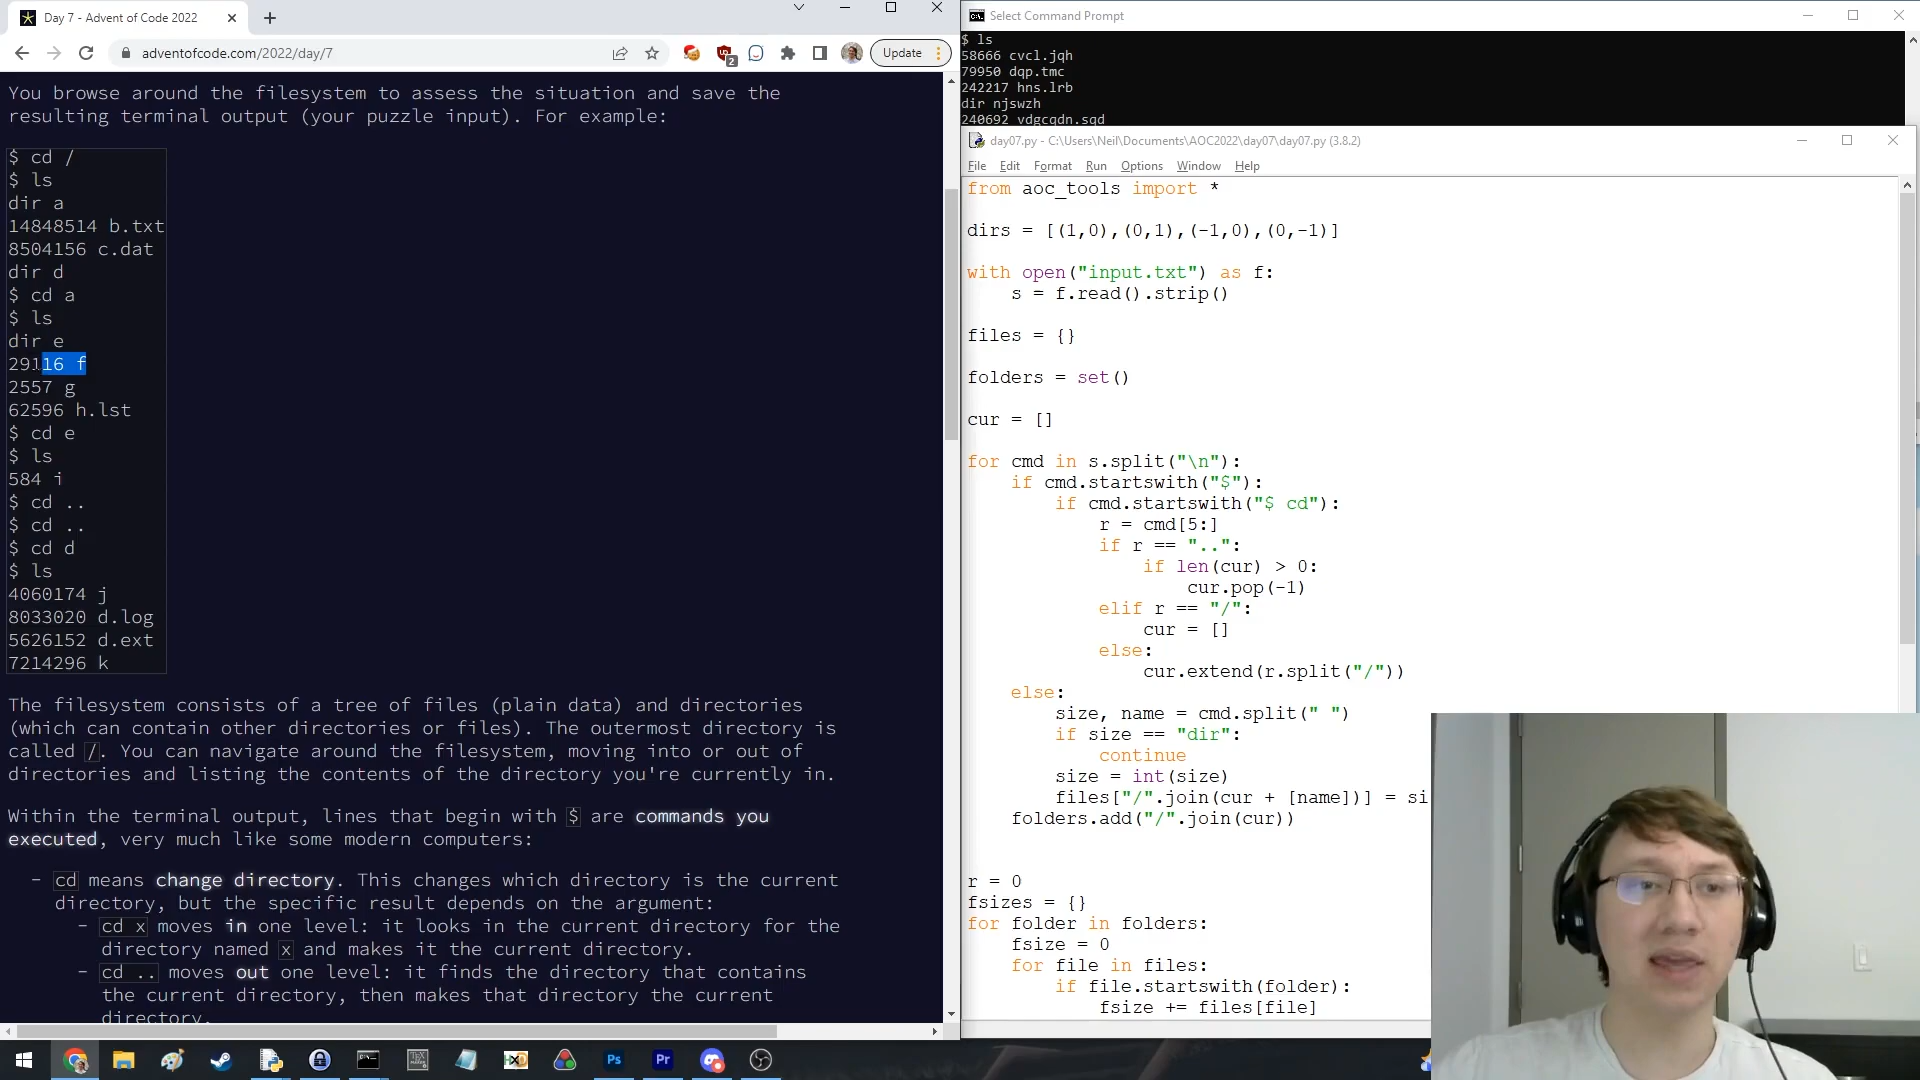 Day 7 - Advent of Code 2022
adventofcode.com/2022/day/7
Update
2
You browse around the filesystem to assess the situation and save the
resulting terminal output (your puzzle input). For example:
$ cd /
$ ls
dir a
14848514 b.txt
8504156 c.dat
dir d
$ cd a
$ ls
dir e
29116 f
2557 g
62596 h.lst
$ cd e
$ ls
584 i
$ cd ..
$ cd ..
$ cd d
$ ls
4060174 j
8033020 d.log
5626152 d.ext
7214296 k
The filesystem consists of a tree of files (plain data) and directories
(which can contain other directories or files). The outermost directory is
called /. You can navigate around the filesystem, moving into or out of
directories and listing the contents of the directory you're currently in.
Within the terminal output, lines that begin with $ are commands you
executed, very much like some modern computers:
- cd means change directory. This changes which directory is the current
directory, but the specific result depends on the argument:
- cd x moves in one level: it looks in the current directory for the
directory named x and makes it the current directory.
- cd .. moves out one level: it finds the directory that contains
the current directory, then makes that directory the current
directory.
Select Command Prompt
$ ls
58666 cvcl.jqh
79950 dqp.tmc
242217 hns.lrb
dir njswzh
240692 vdgcqdn.sqd
day07.py - C:\Users\Neil\Documents\AOC2022\day07\day07.py (3.8.2)
File Edit Format Run Options Window Help
from aoc_tools import *
dirs = [(1,0),(0,1),(-1,0),(0,-1)]
with open("input.txt") as f:
    s = f.read().strip()
files = {}
folders = set()
cur = []
for cmd in s.split("\n"):
    if cmd.startswith("$"):
        if cmd.startswith("$ cd"):
            r = cmd[5:]
            if r == "..":
                if len(cur) > 0:
                    cur.pop(-1)
            elif r == "/":
                cur = []
            else:
                cur.extend(r.split("/"))
    else:
        size, name = cmd.split(" ")
        if size == "dir":
            continue
        size = int(size)
        files["/".join(cur + [name])] = si
    folders.add("/".join(cur))
r = 0
fsizes = {}
for folder in folders:
    fsize = 0
    for file in files:
        if file.startswith(folder):
            fsize += files[file]
Ps
Pr